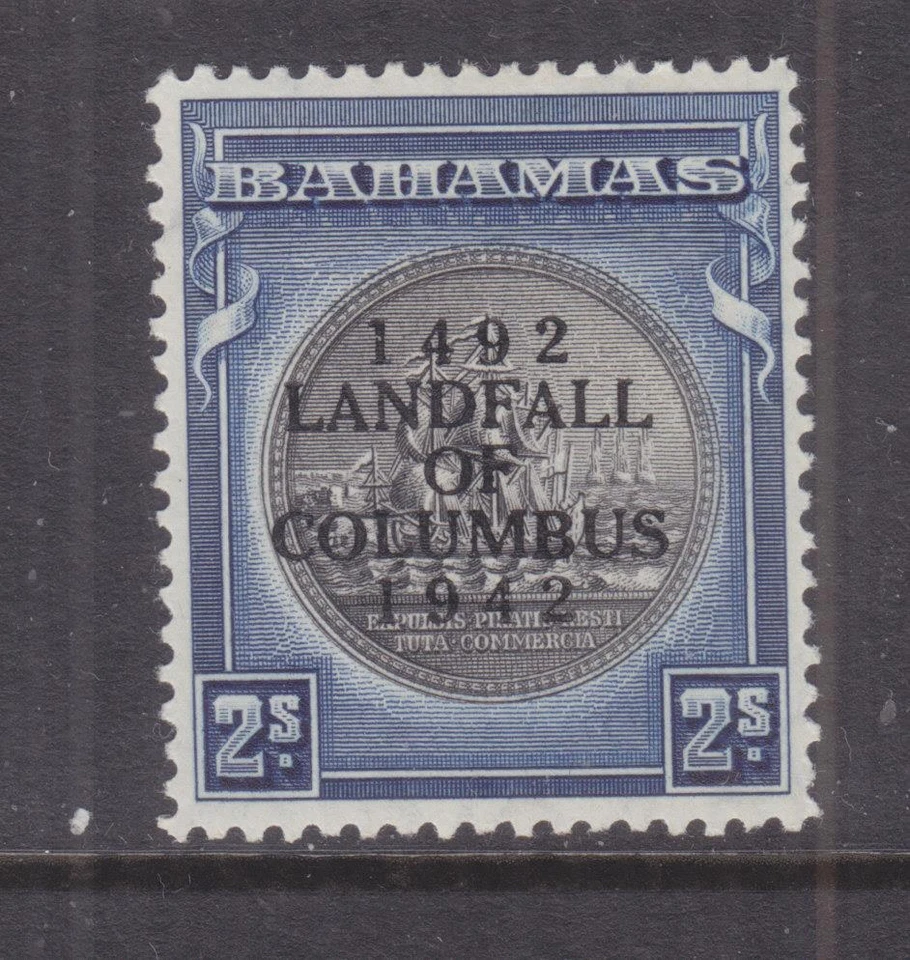 BAHAMAS
1492
LANDFALL
OF
COLUMBUS
1942
TUTA·COMMERCIA
2S. 2S.